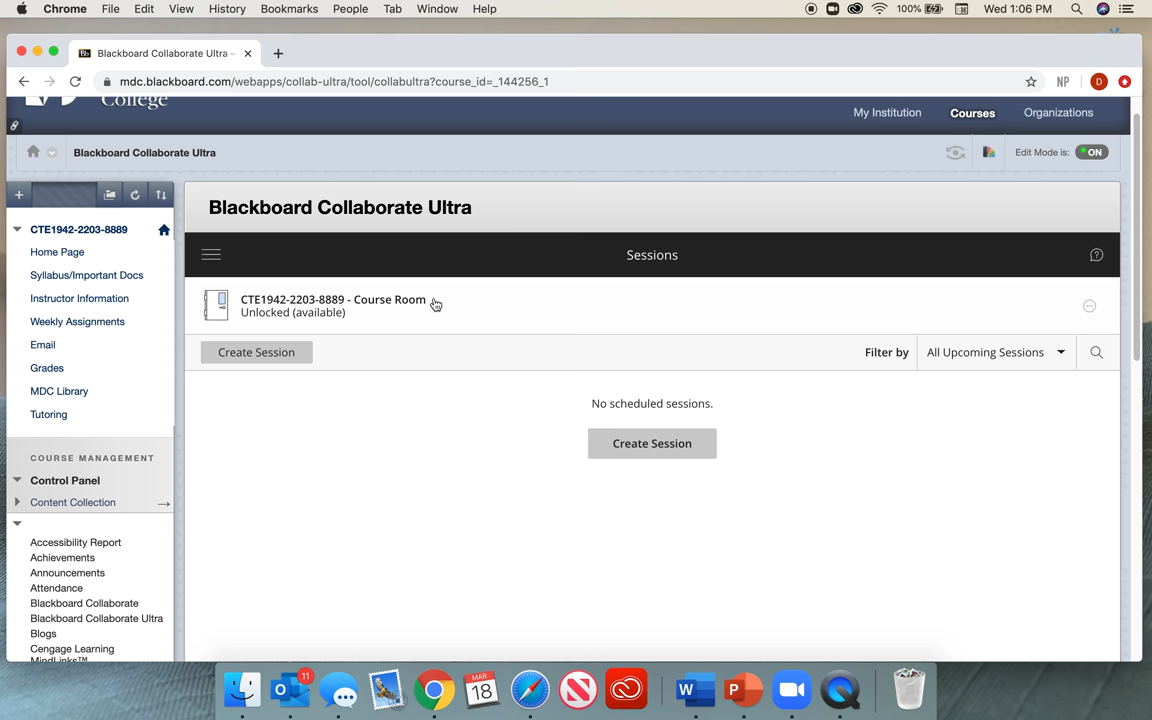 Chrome File Edit View History Bookmarks People Tab Window Help 100% Wed 1:06 PM
Bb Blackboard Collaborate Ultra –
mdc.blackboard.com/webapps/collab-ultra/tool/collabultra?course_id=_144256_1 NP D
College
My Institution Courses Organizations
Blackboard Collaborate Ultra Edit Mode is: ON
Blackboard Collaborate Ultra
CTE1942-2203-8889
Home Page
Syllabus/Important Docs
Instructor Information
Weekly Assignments
Email
Grades
MDC Library
Tutoring
COURSE MANAGEMENT
Control Panel
Content Collection
Accessibility Report
Achievements
Announcements
Attendance
Blackboard Collaborate
Blackboard Collaborate Ultra
Blogs
Cengage Learning
MindLinks™
Sessions
CTE1942-2203-8889 - Course Room
Unlocked (available)
Create Session Filter by All Upcoming Sessions
No scheduled sessions.
Create Session
11
MAR
18
W
P